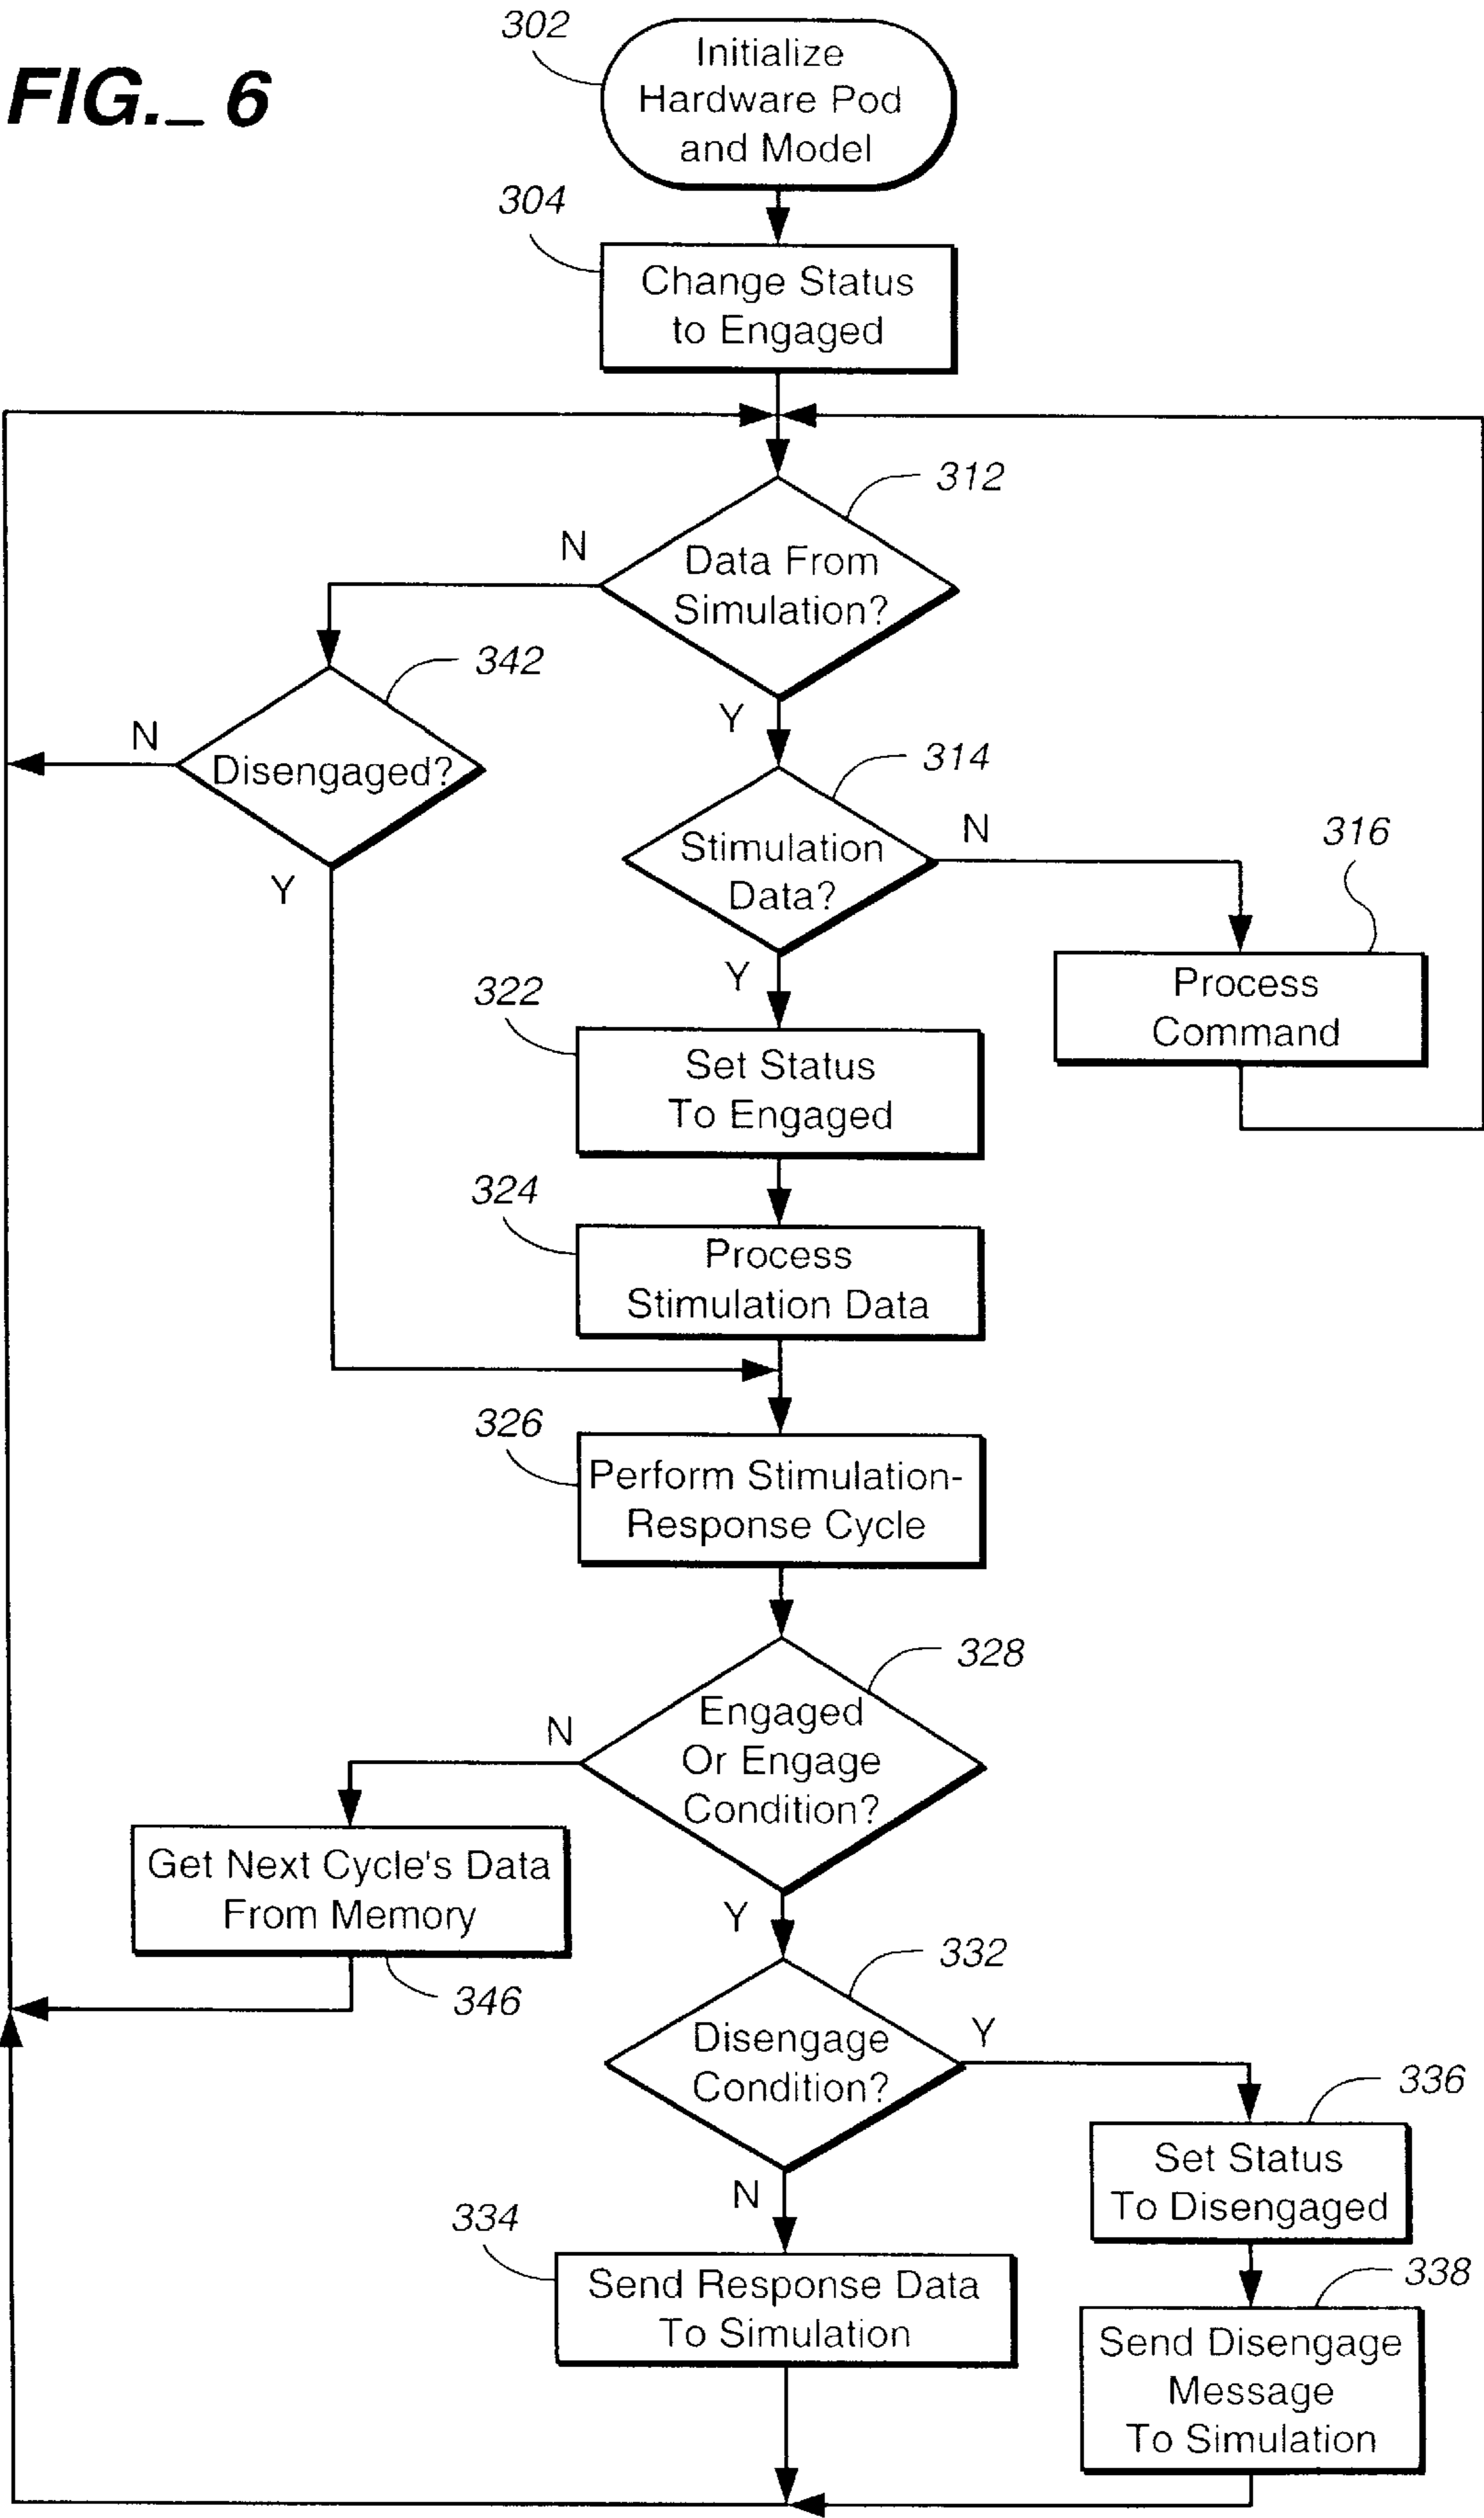 FIG._ 6
302
Initialize
Hardware Pod
and Model
304
Change Status
to Engaged
312
N
Data From
Simulation?
342
Y
N
Disengaged?
314
Stimulation
Data?
N
316
Y
Y
Process
Command
322
Set Status
To Engaged
324
Process
Stimulation Data
326
Perform Stimulation-
Response Cycle
328
N
Engaged
Or Engage
Condition?
Get Next Cycle's Data
From Memory
Y
332
346
Disengage
Condition?
Y
336
Set Status
To Disengaged
N
334
Send Response Data
To Simulation
338
Send Disengage
Message
To Simulation